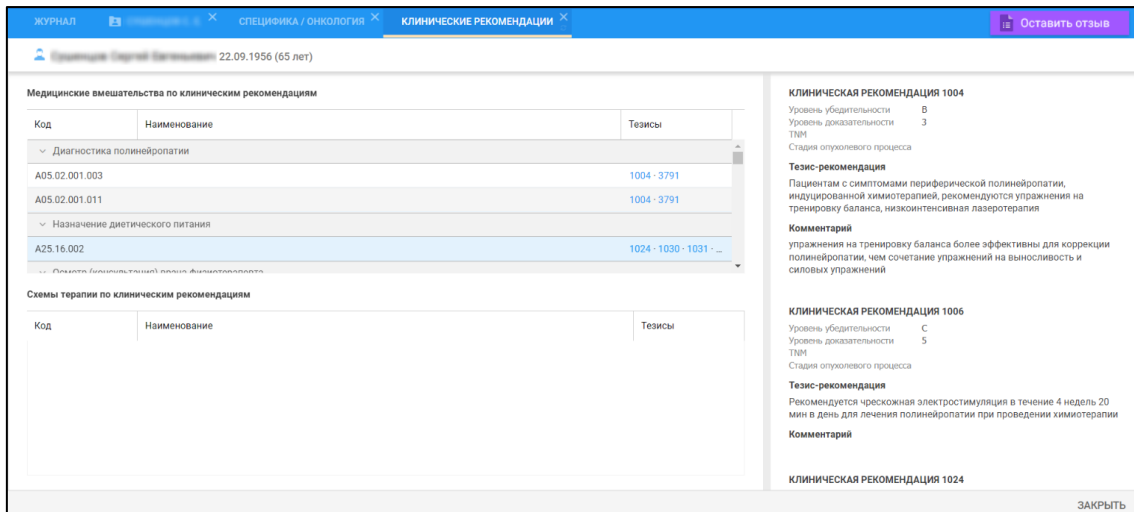 ЖУРНАЛ
СПЕЦИФИКА / ОНКОЛОГИЯ
КЛИНИЧЕСКИЕ РЕКОМЕНДАЦИИ
Оставить отзыв
22.09.1956 (65 лет)
Медицинские вмешательства по клиническим рекомендациям
Код Наименование Тезисы
Диагностика полинейропатии
A05.02.001.003 1004 · 3791
A05.02.001.011 1004 · 3791
Назначение диетического питания
A25.16.002 1024 · 1030 · 1031 · ...
Осмотр (консультация) врача физиотерапевта
Схемы терапии по клиническим рекомендациям
Код Наименование Тезисы
КЛИНИЧЕСКАЯ РЕКОМЕНДАЦИЯ 1004
Уровень убедительности B
Уровень доказательности 3
TNM
Стадия опухолевого процесса
Тезис-рекомендация
Пациентам с симптомами периферической полинейропатии,
индуцированной химиотерапией, рекомендуются упражнения на
тренировку баланса, низкоинтенсивная лазеротерапия
Комментарий
упражнения на тренировку баланса более эффективны для коррекции
полинейропатии, чем сочетание упражнений на выносливость и
силовых упражнений
КЛИНИЧЕСКАЯ РЕКОМЕНДАЦИЯ 1006
Уровень убедительности C
Уровень доказательности 5
TNM
Стадия опухолевого процесса
Тезис-рекомендация
Рекомендуется чрескожная электростимуляция в течение 4 недель 20
мин в день для лечения полинейропатии при проведении химиотерапии
Комментарий
КЛИНИЧЕСКАЯ РЕКОМЕНДАЦИЯ 1024
ЗАКРЫТЬ